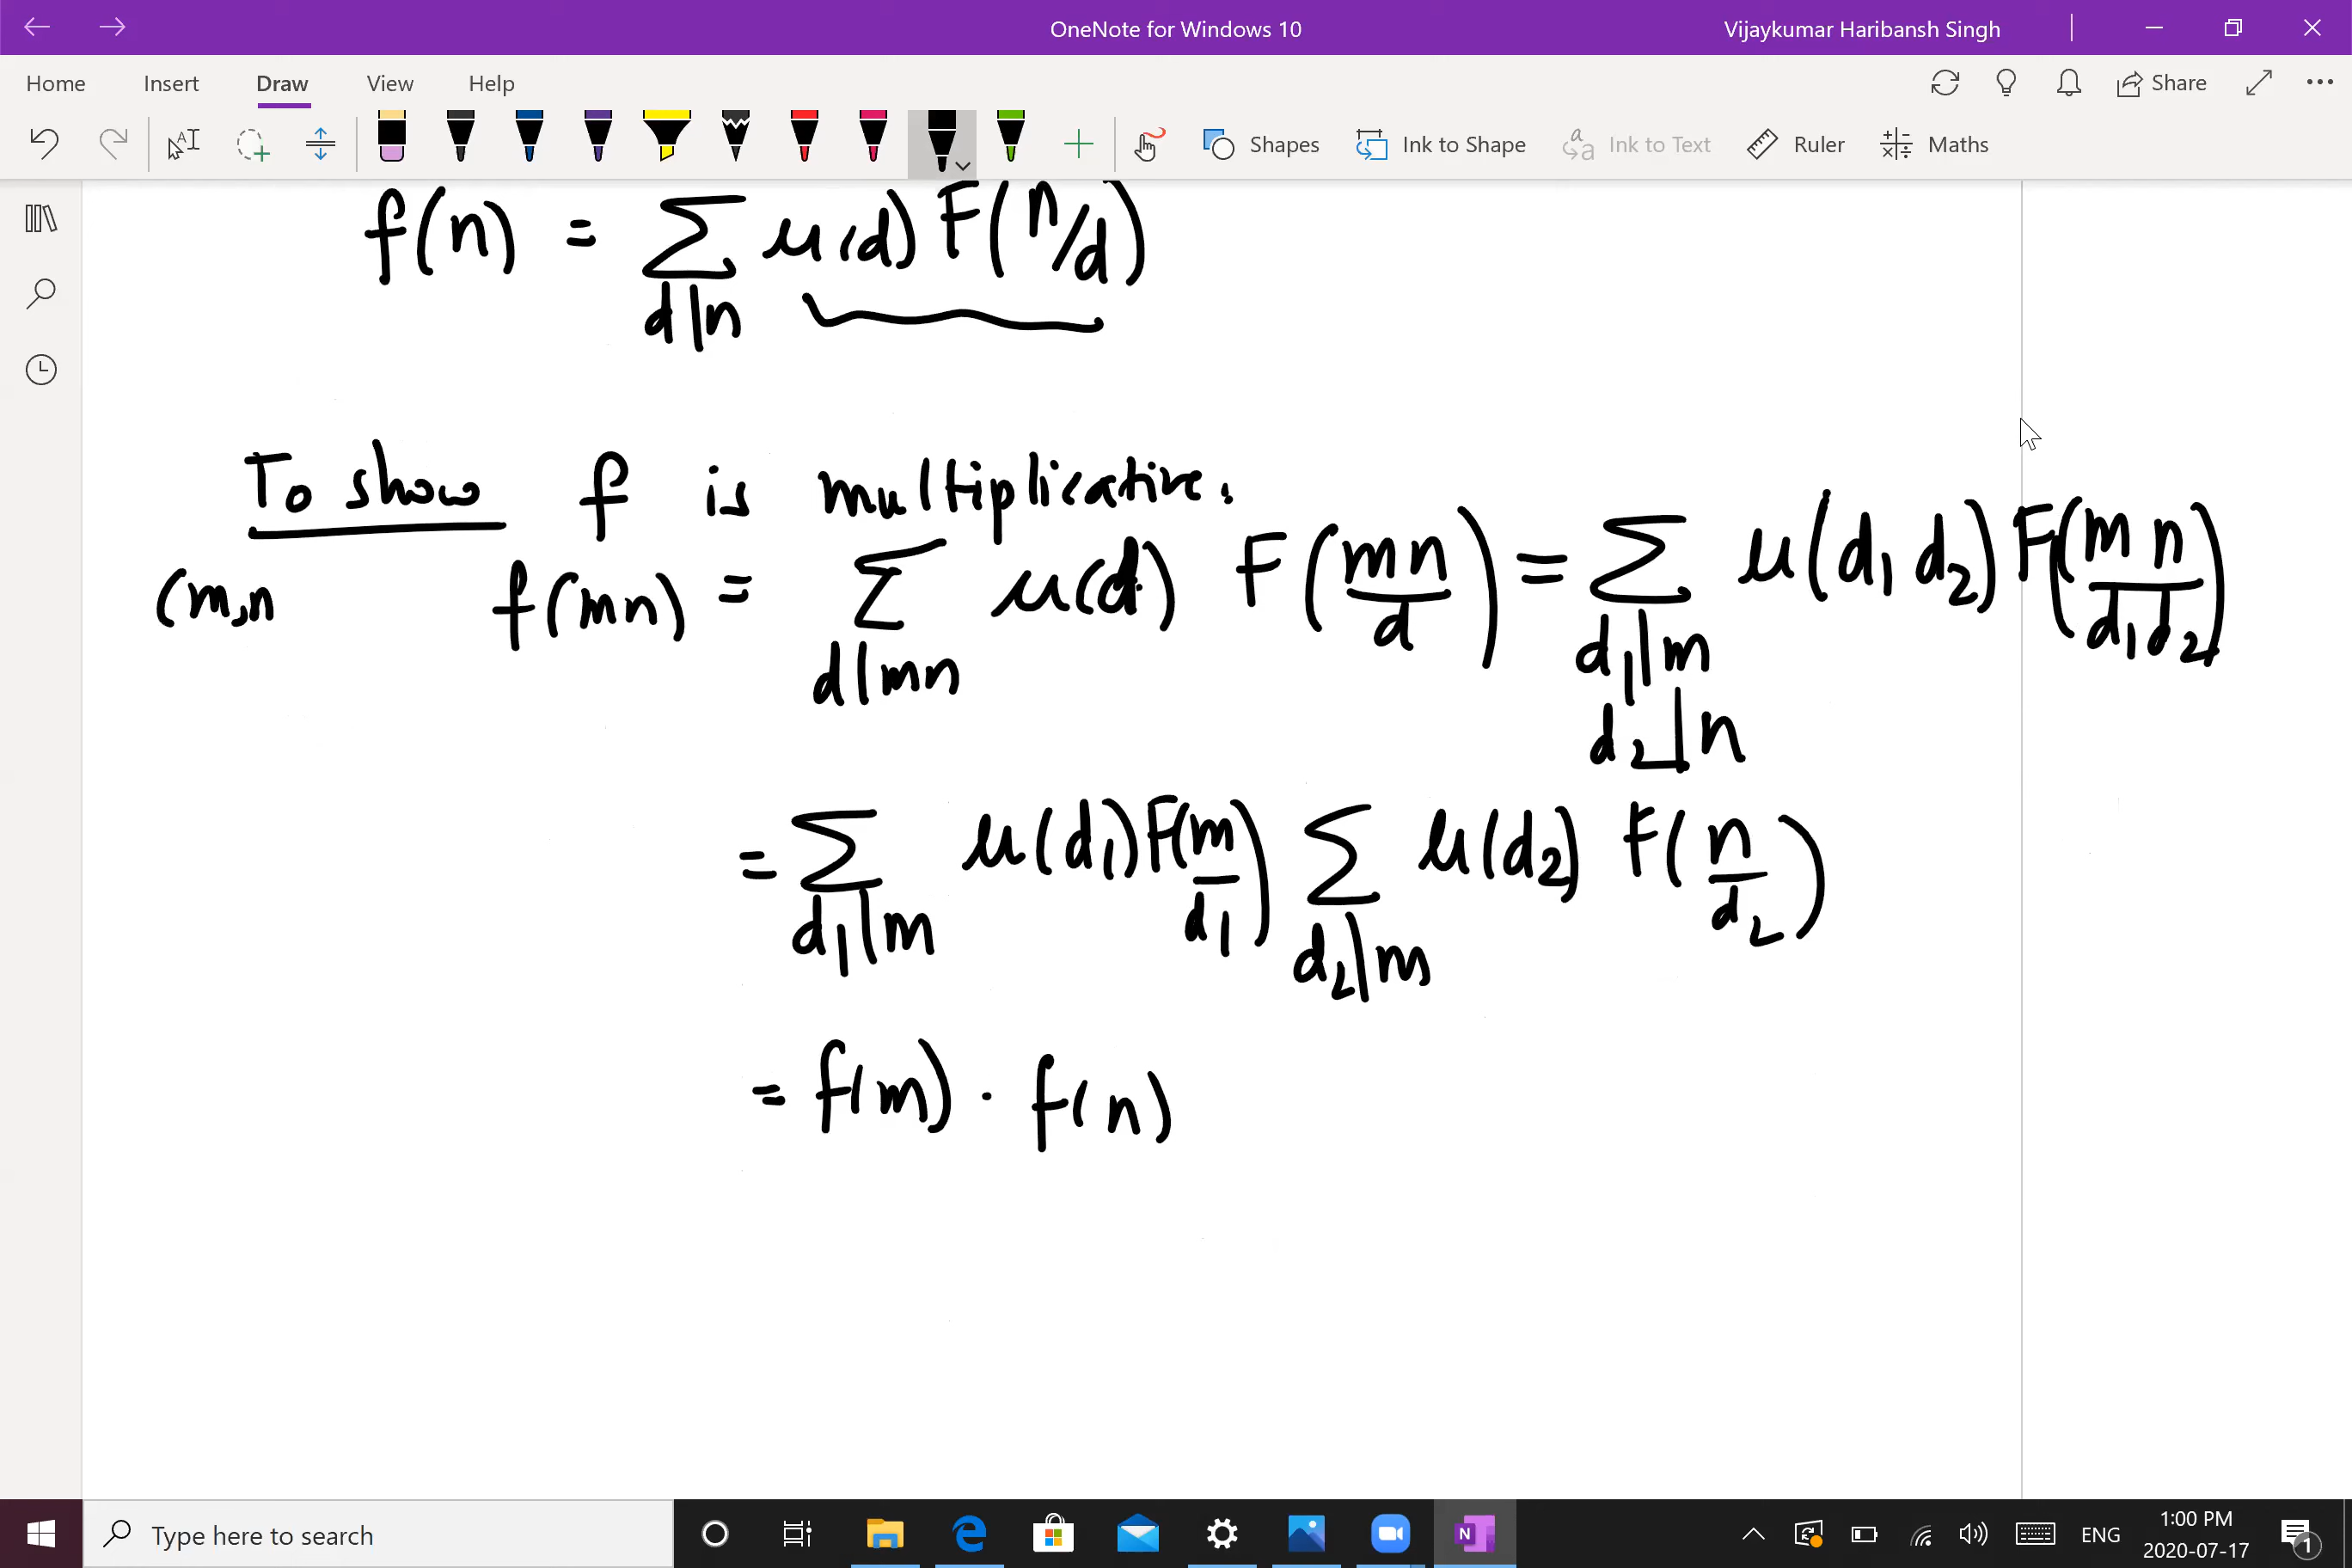 OneNote for Windows 10 Vijaykumar Haribansh Singh
Home Insert Draw View Help Share
Shapes Ink to Shape Ink to Text Ruler Maths
f(n) = ∑ μ(d) F(n/d)
d|n
To show f is multiplicative.
(m,n f(mn) = ∑ μ(d) F(mn/d) = ∑ μ(d₁d₂) F(mn/d₁d₂)
d|mn d₁|m
d₂|n
= ∑ μ(d₁) F(m/d₁) ∑ μ(d₂) F(n/d₂)
d₁|m d₂|m
= f(m) · f(n)
Type here to search ENG 1:00 PM
2020-07-17 1